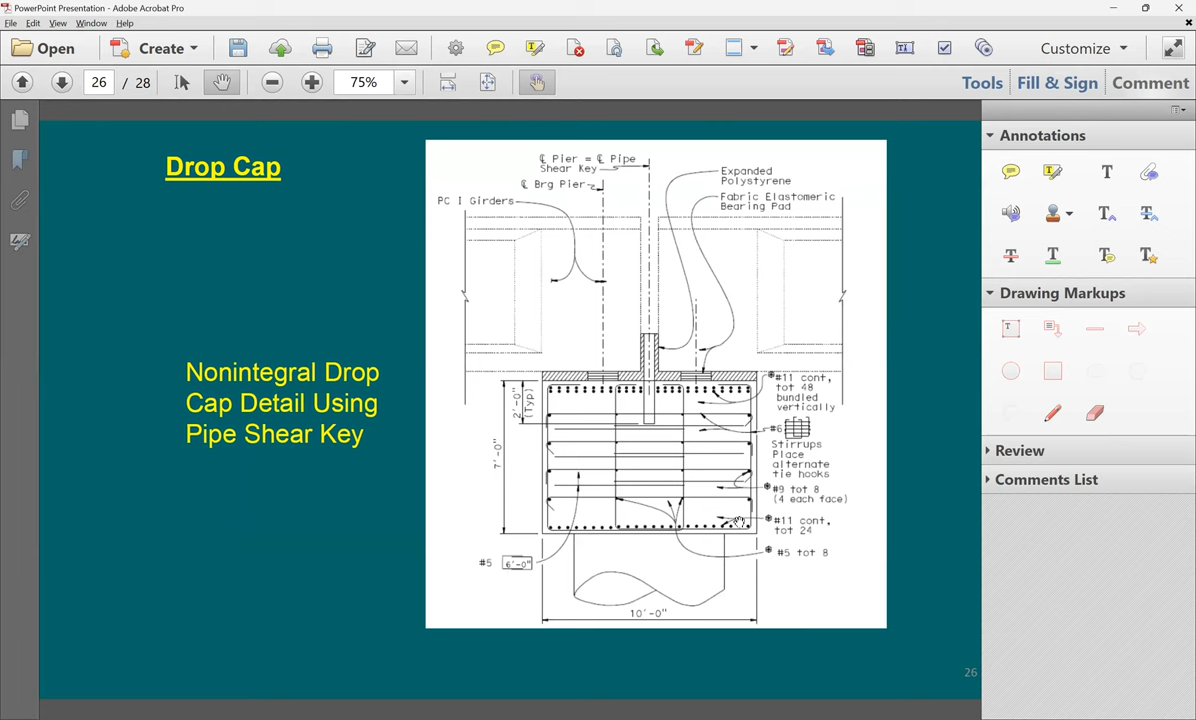 PowerPoint Presentation - Adobe Acrobat Pro
File Edit View Window Help
Open Create Customize
26 / 28 75% Tools Fill & Sign Comment
Drop Cap
Nonintegral Drop
Cap Detail Using
Pipe Shear Key
℄ Pier = ℄ Pipe
Shear Key
℄ Brg Pier
PC I Girders
Expanded
Polystyrene
Fabric Elastomeric
Bearing Pad
2'-0"
(Typ)
7'-0"
#11 cont,
tot 48
bundled
vertically
#6
Stirrups
Place
alternate
tie hooks
#9 tot 8
(4 each face)
#11 cont,
tot 24
#5 tot 8
#5 6'-0"
10'-0"
26
Annotations
T
T
T
T
T
T
T
Drawing Markups
T
Review
Comments List